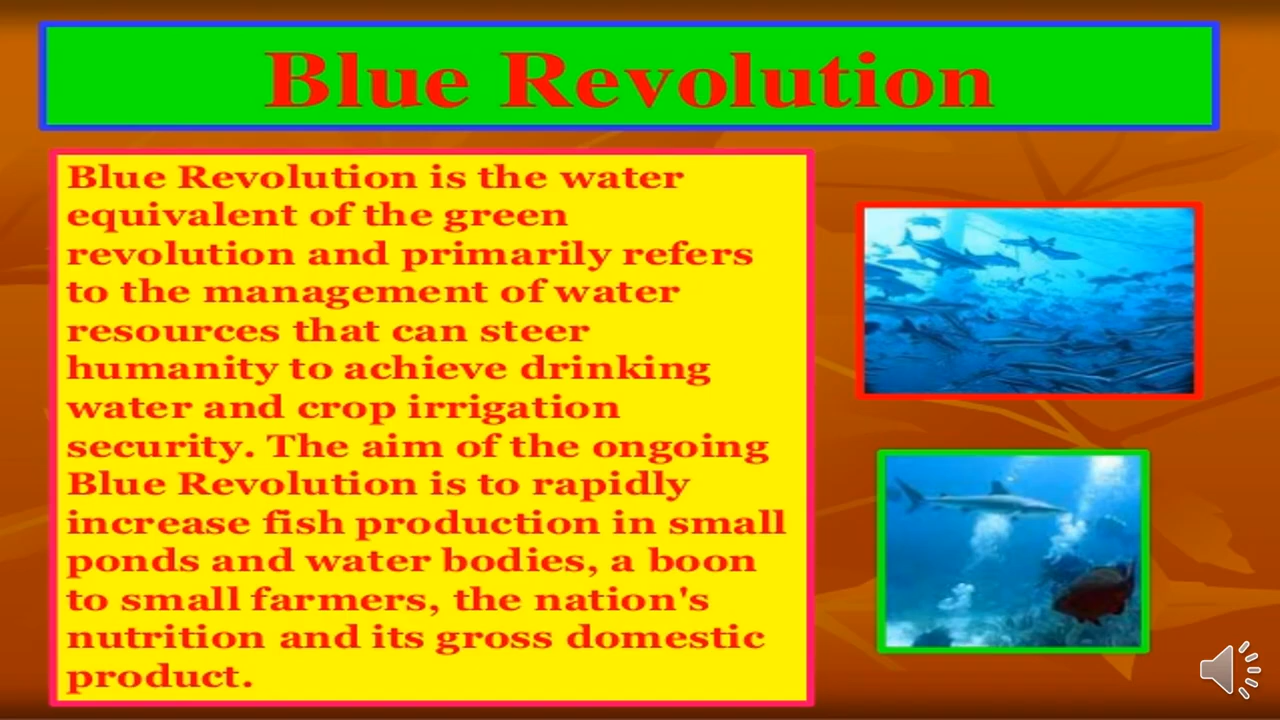 Blue Revolution
Blue Revolution is the water
equivalent of the green
revolution and primarily refers
to the management of water
resources that can steer
humanity to achieve drinking
water and crop irrigation
security. The aim of the ongoing
Blue Revolution is to rapidly
increase fish production in small
ponds and water bodies, a boon
to small farmers, the nation's
nutrition and its gross domestic
product.